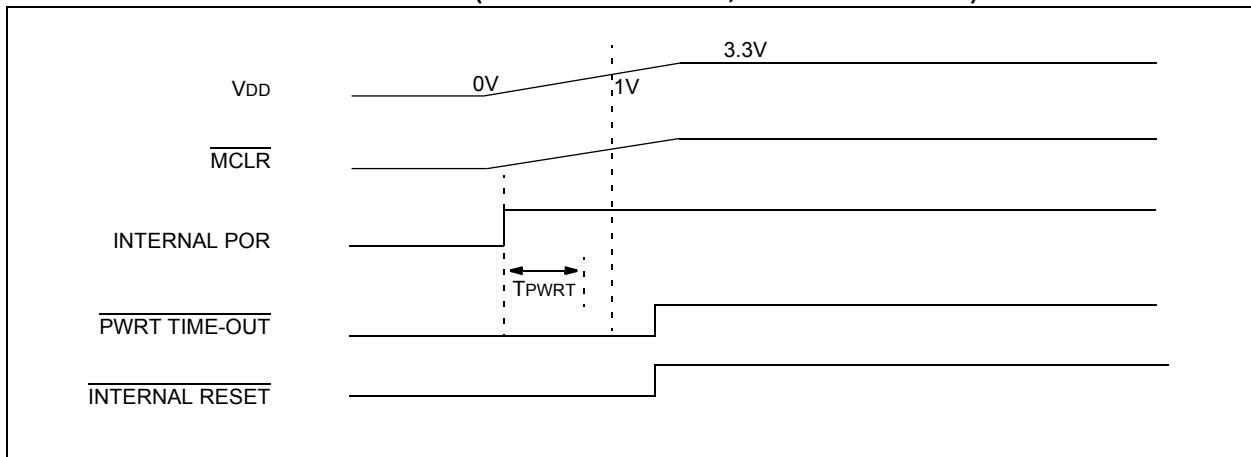 3.3V
VDD 0V 1V
MCLR
INTERNAL POR
TPWRT
PWRT TIME-OUT
INTERNAL RESET